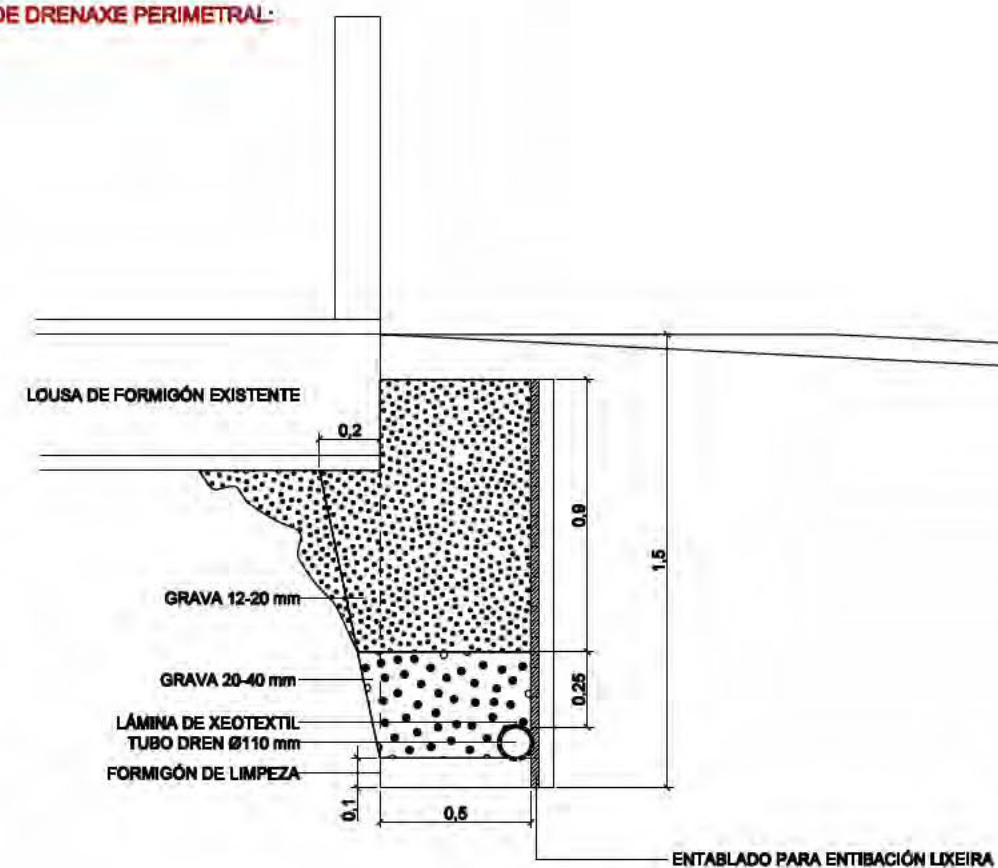 DE DRENAXE PERIMETRAL:
LOUSA DE FORMIGÓN EXISTENTE
0,2
0,9
1,5
GRAVA 12-20 mm
GRAVA 20-40 mm
0,25
LÁMINA DE XEOTEXTIL
TUBO DREN Ø110 mm
FORMIGÓN DE LIMPEZA
0,1
0,5
ENTABLADO PARA ENTIBACIÓN LIXEIRA